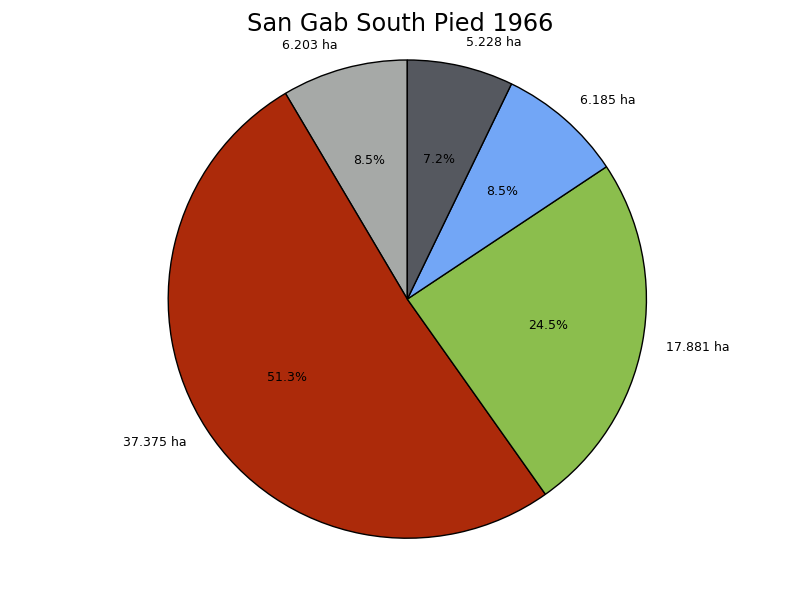 San Gab South Pied 1966
6.203 ha
5.228 ha
6.185 ha
8.5%
7.2%
8.5%
24.5%
17.881 ha
51.3%
37.375 ha